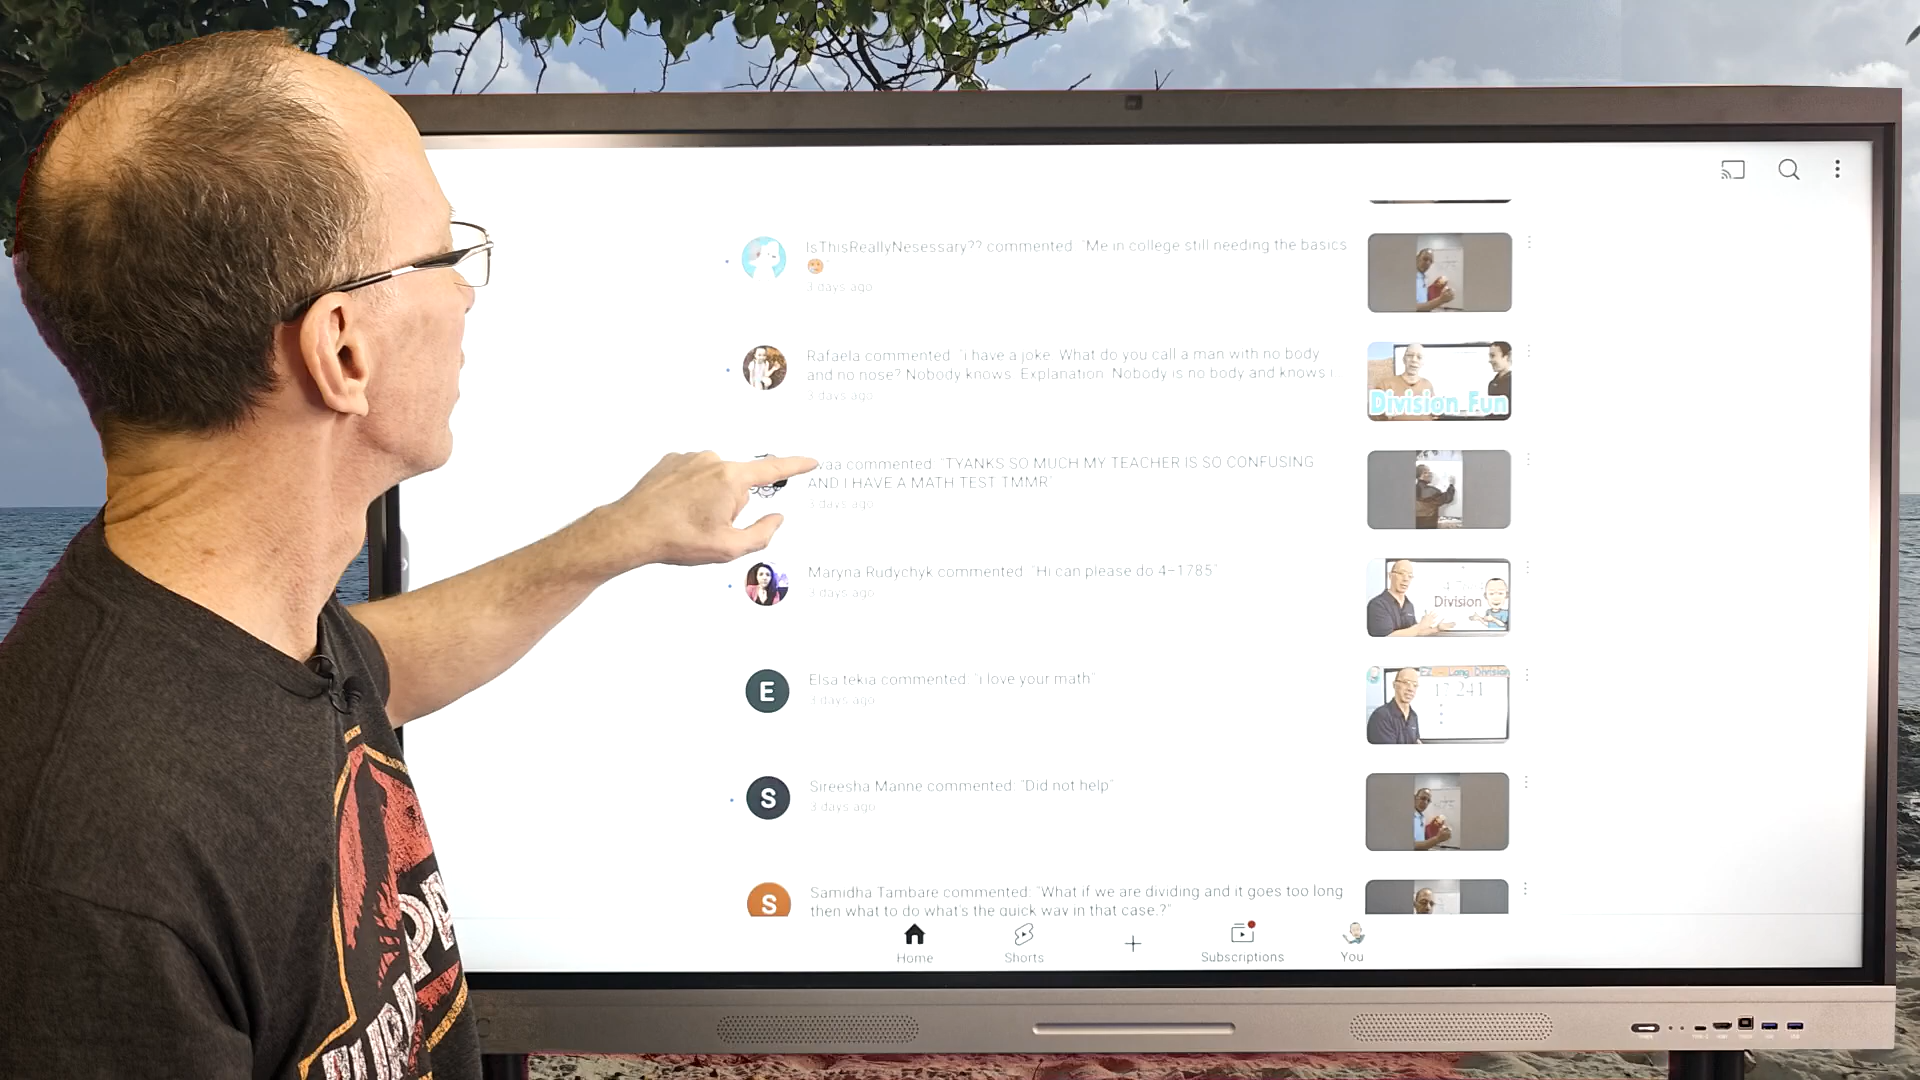 IsThisReallyNesessary?? commented: "Me in college still needing the basics
3 days ago
Rafaela commented: "i have a joke. What do you call a man with no body
and no nose? Nobody knows. Explanation: Nobody is no body and knows i
3 days ago
Division Fun
commented: "TYANKS SO MUCH MY TEACHER IS SO CONFUSING
AND I HAVE A MATH TEST TMMR"
3 days ago
Maryna Rudychyk commented: "Hi can please do 4-1785"
3 days ago
Division
E
Elsa tekia commented: "i love your math"
3 days ago
Long Division
S
Sireesha Manne commented: "Did not help"
3 days ago
S
Samidha Tambare commented: "What if we are dividing and it goes too long
then what to do what's the quick way in that case.?"
Home
Shorts
Subscriptions
You